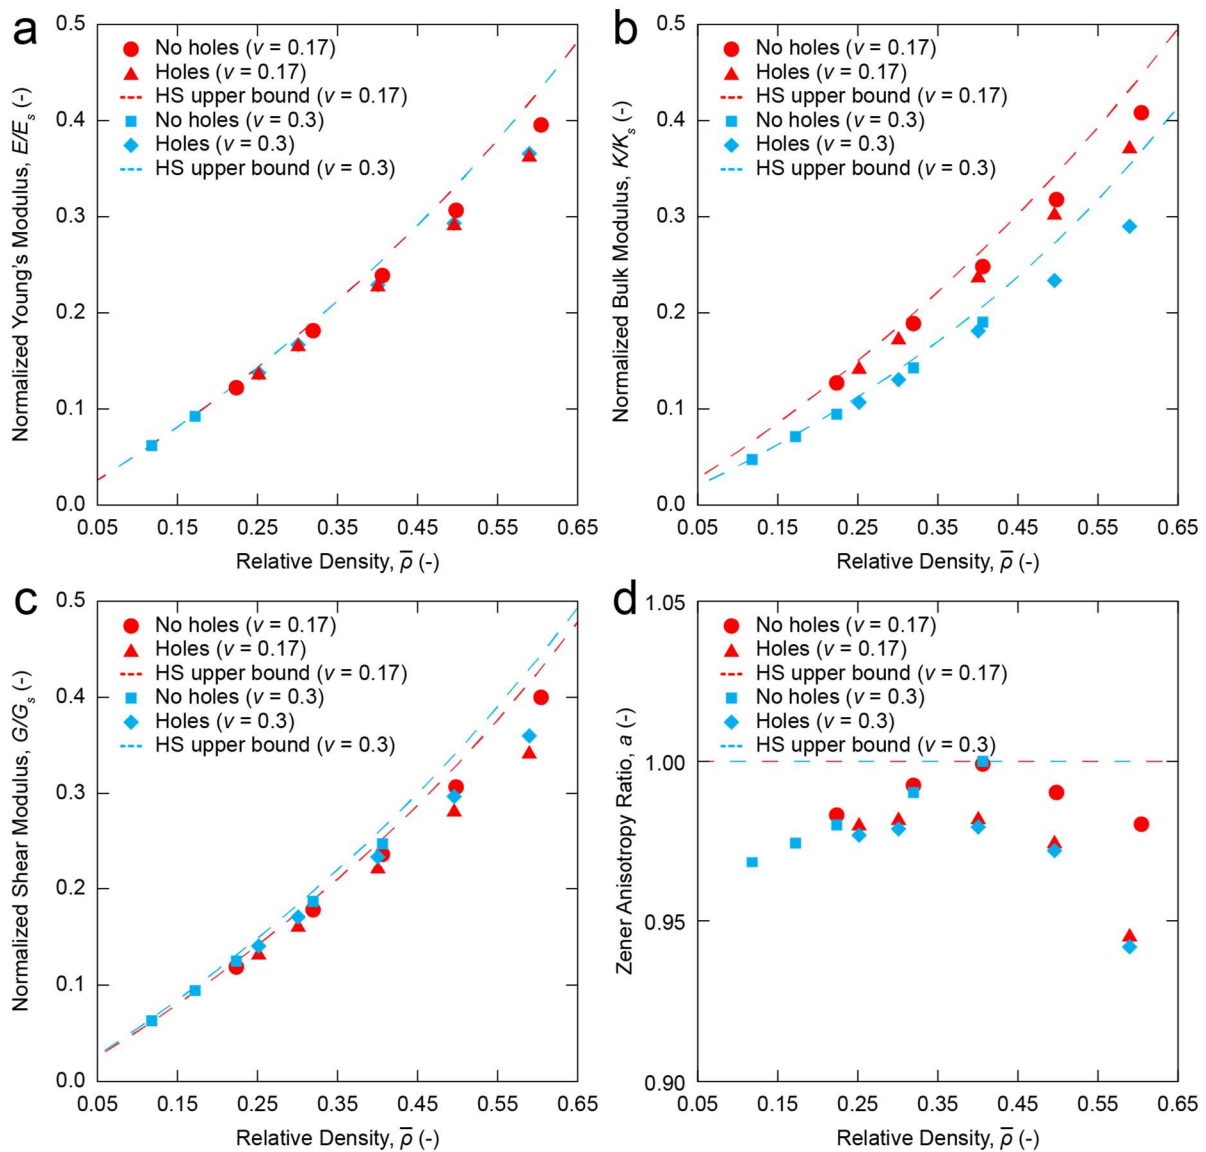 a
0.5
0.4
0.3
0.2
0.1
0.0
Normalized Young's Modulus, E/Es (-)
No holes (v = 0.17)
Holes (v = 0.17)
HS upper bound (v = 0.17)
No holes (v = 0.3)
Holes (v = 0.3)
HS upper bound (v = 0.3)
0.05 0.15 0.25 0.35 0.45 0.55 0.65
Relative Density, ρ̅ (-)
b
0.5
0.4
0.3
0.2
0.1
0.0
Normalized Bulk Modulus, K/Ks (-)
No holes (v = 0.17)
Holes (v = 0.17)
HS upper bound (v = 0.17)
No holes (v = 0.3)
Holes (v = 0.3)
HS upper bound (v = 0.3)
0.05 0.15 0.25 0.35 0.45 0.55 0.65
Relative Density, ρ̅ (-)
c
0.5
0.4
0.3
0.2
0.1
0.0
Normalized Shear Modulus, G/Gs (-)
No holes (v = 0.17)
Holes (v = 0.17)
HS upper bound (v = 0.17)
No holes (v = 0.3)
Holes (v = 0.3)
HS upper bound (v = 0.3)
0.05 0.15 0.25 0.35 0.45 0.55 0.65
Relative Density, ρ̅ (-)
d
1.05
1.00
0.95
0.90
Zener Anisotropy Ratio, a (-)
No holes (v = 0.17)
Holes (v = 0.17)
HS upper bound (v = 0.17)
No holes (v = 0.3)
Holes (v = 0.3)
HS upper bound (v = 0.3)
0.05 0.15 0.25 0.35 0.45 0.55 0.65
Relative Density, ρ̅ (-)